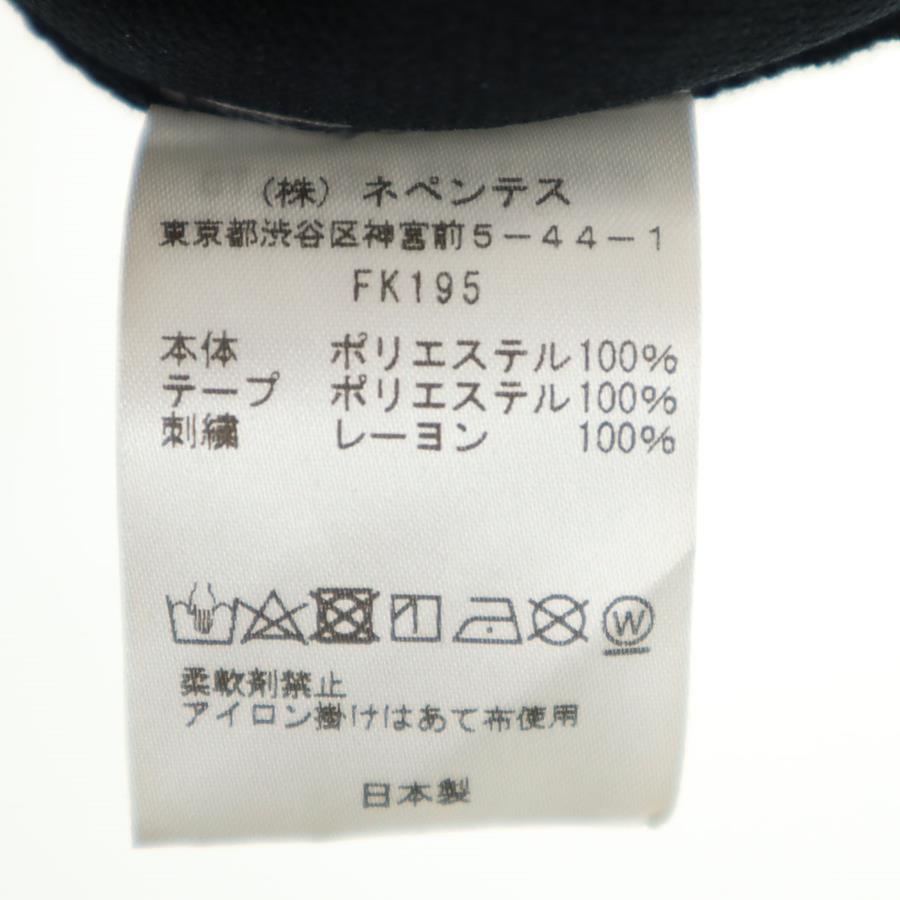 （株）ネペンテス
東京都渋谷区神宮前５－４４－１
FK195
本体 ポリエステル100%
テープ ポリエステル100%
刺繍 レーヨン 100%
W
柔軟剤禁止
アイロン掛けはあて布使用
日本製